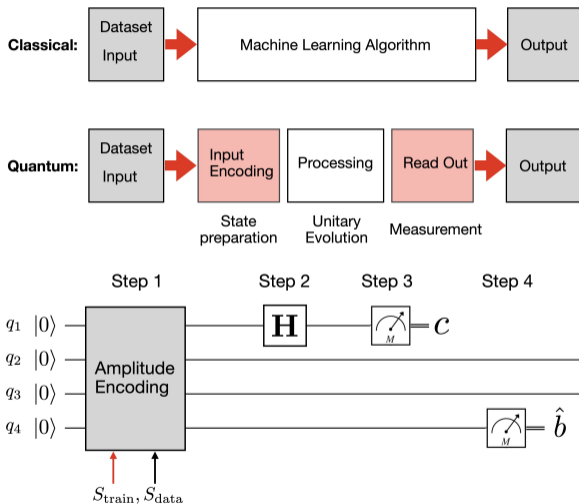 Classical: Dataset Input Machine Learning Algorithm Output
Quantum: Dataset Input Input Encoding Processing Read Out Output
State preparation Unitary Evolution Measurement
Step 1 Step 2 Step 3 Step 4
q₁ |0⟩ H M c
q₂ |0⟩
Amplitude Encoding
q₃ |0⟩
q₄ |0⟩ M b̂
S_train, S_data